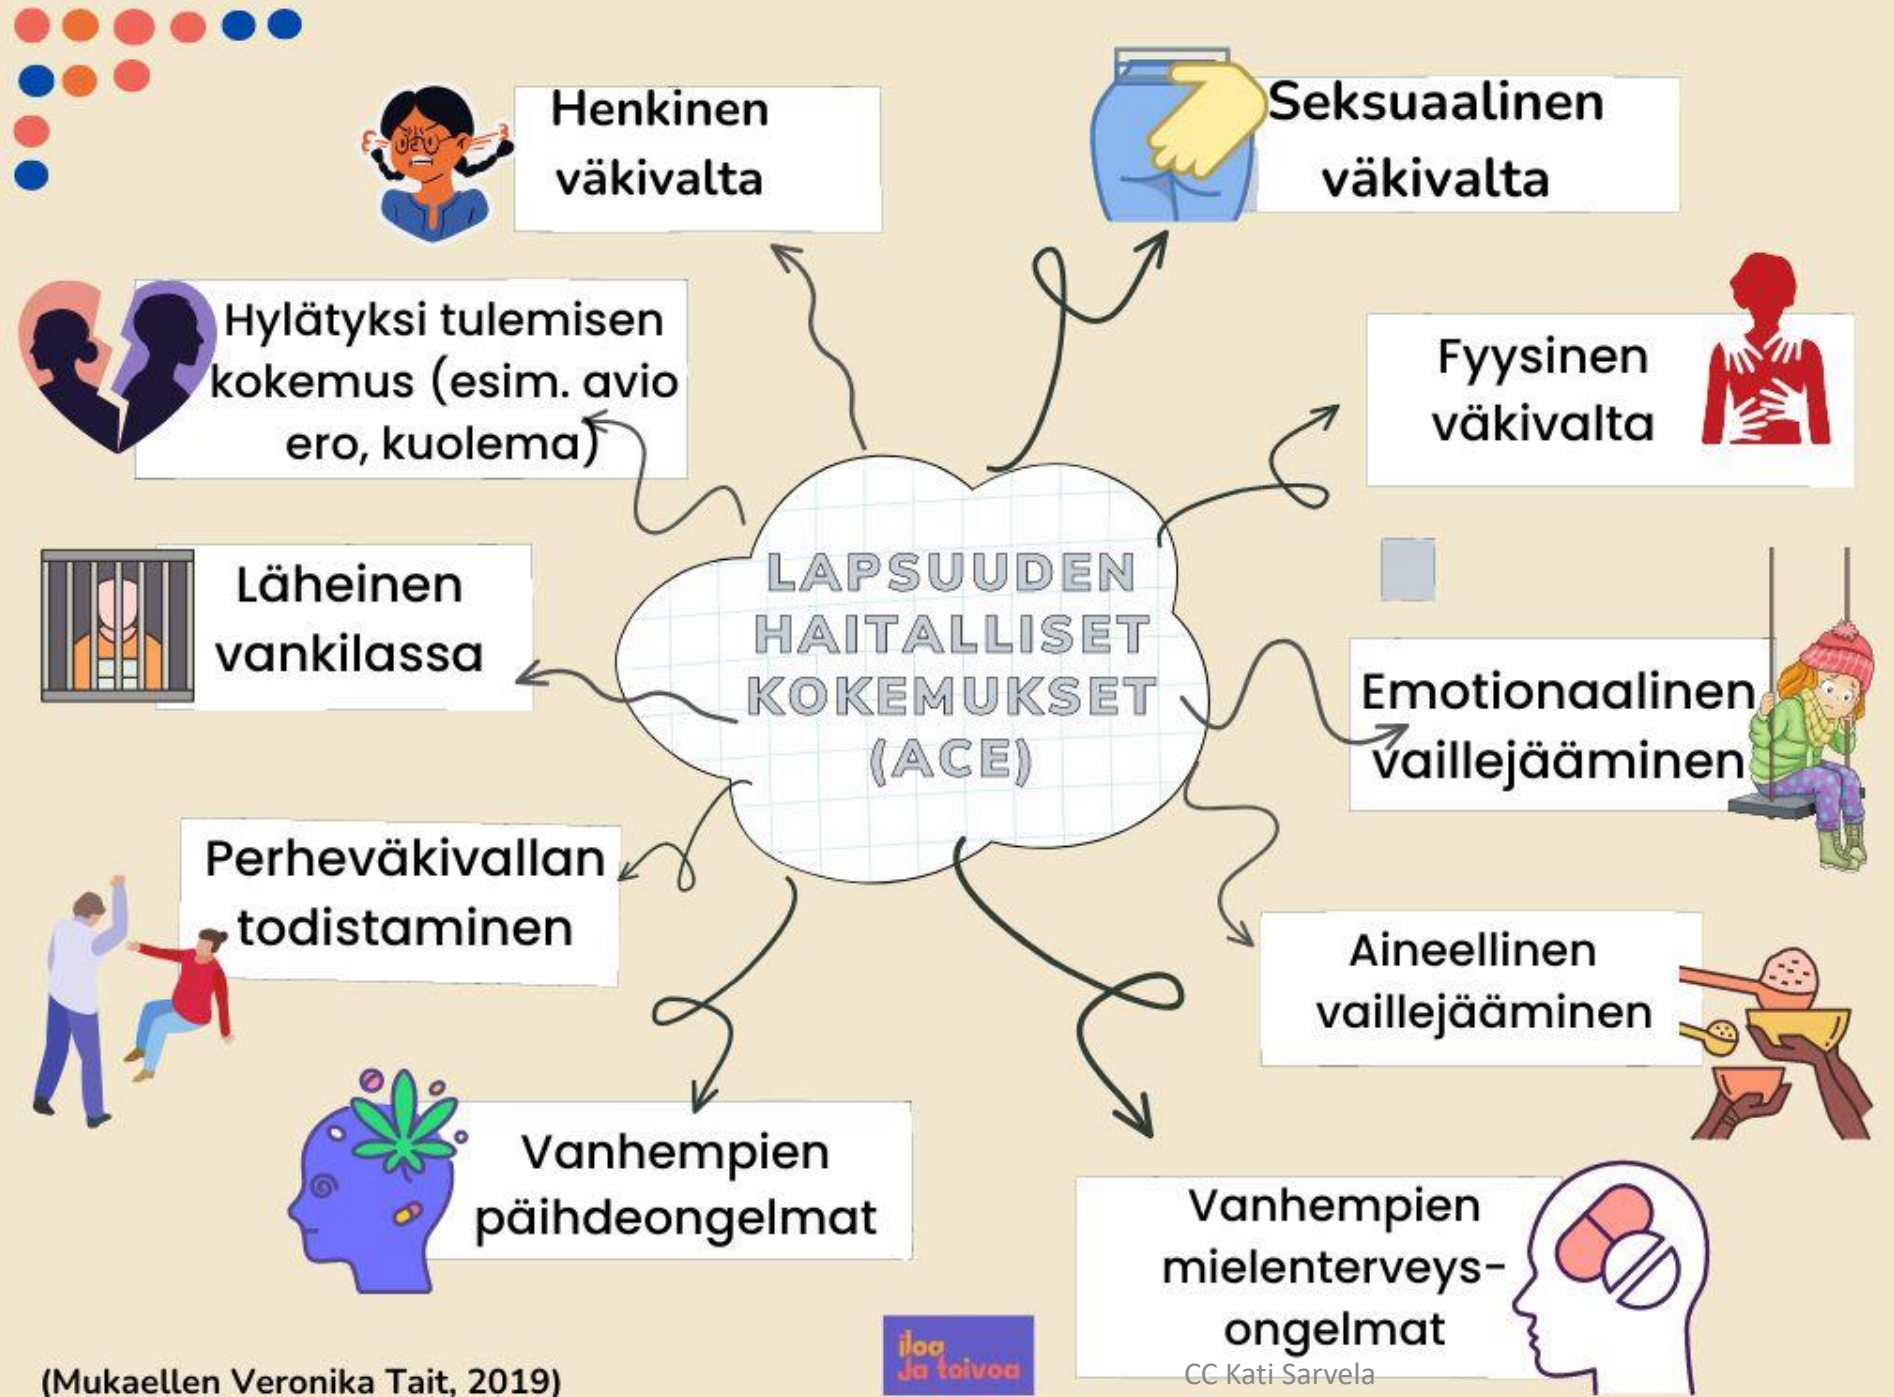 Henkinen
väkivalta
Seksuaalinen
väkivalta
Hylätyksi tulemisen
kokemus (esim. avio
ero, kuolema)
Fyysinen
väkivalta
LAPSUUDEN
HAITALLISET
KOKEMUKSET
(ACE)
Läheinen
vankilassa
Emotionaalinen
vaillejääminen
Perheväkivallan
todistaminen
Aineellinen
vaillejääminen
Vanhempien
päihdeongelmat
Vanhempien
mielenterveys-
ongelmat
iloa
Ja toivoa
CC Kati Sarvela
(Mukaellen Veronika Tait, 2019)